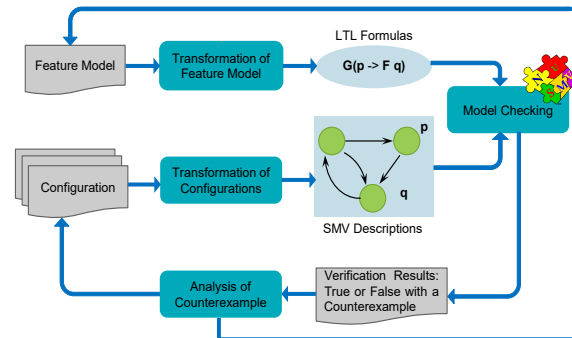 LTL Formulas
Feature Model
Transformation of
Feature Model
G(p -> F q)
Model Checking
p
Configuration
Transformation of
Configurations
q
SMV Descriptions
Analysis of
Counterexample
Verification Results:
True or False with a
Counterexample